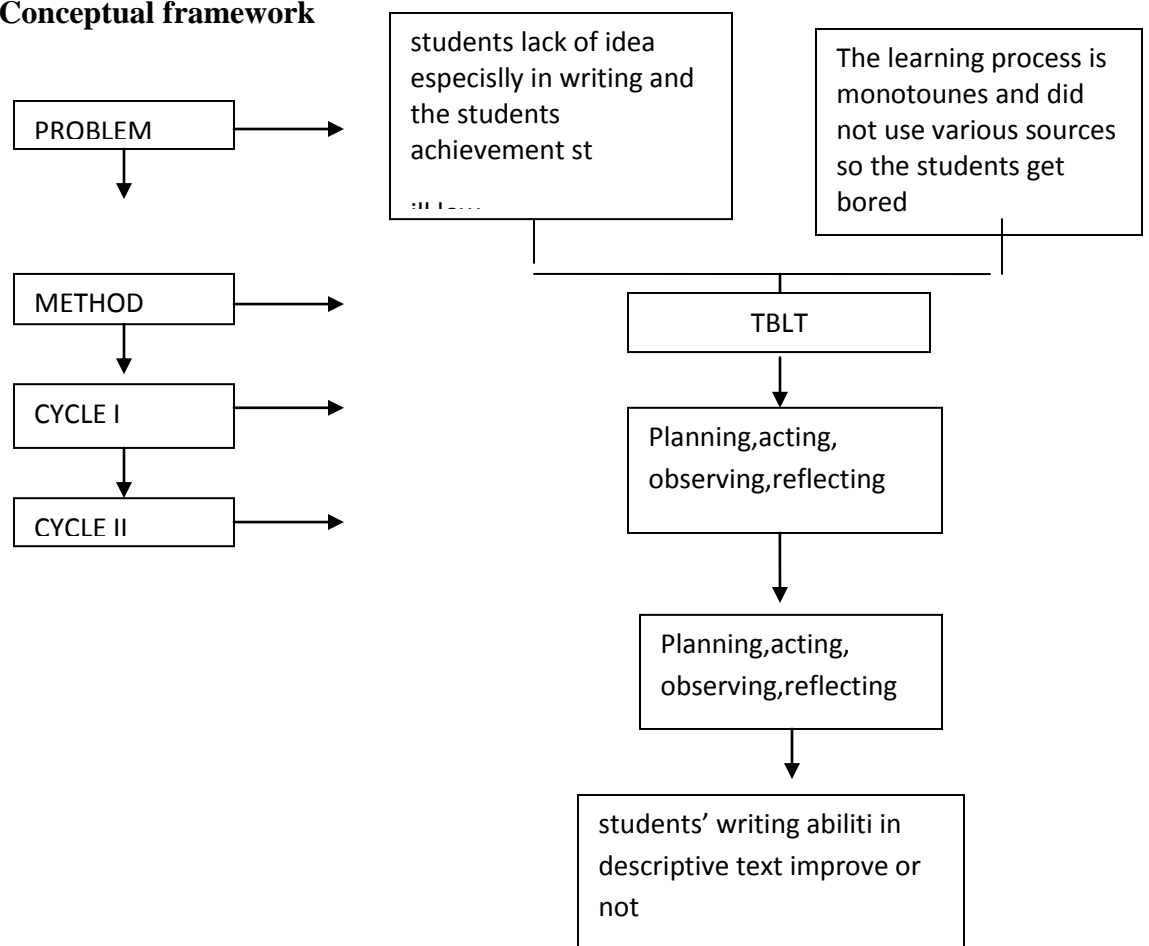 Conceptual framework
students lack of idea
especislly in writing and
the students
achievement st
ill low
The learning process is
monotounes and did
not use various sources
so the students get
bored
PROBLEM
METHOD
TBLT
CYCLE I
Planning,acting,
observing,reflecting
CYCLE II
Planning,acting,
observing,reflecting
students’ writing abiliti in
descriptive text improve or
not